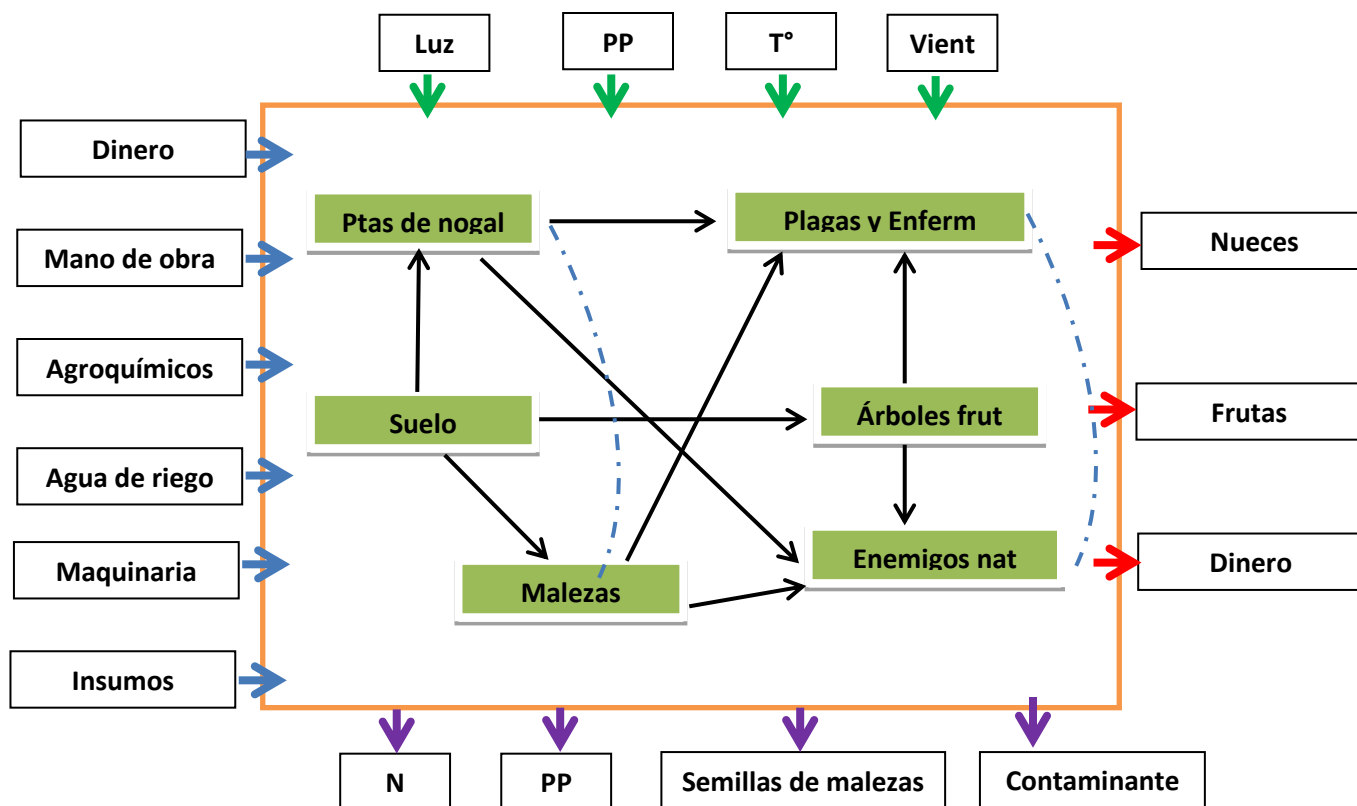 Luz
PP
T°
Vient
Dinero
Mano de obra
Agroquímicos
Agua de riego
Maquinaria
Insumos
Ptas de nogal
Plagas y Enferm
Suelo
Árboles frut
Malezas
Enemigos nat
Nueces
Frutas
Dinero
N
PP
Semillas de malezas
Contaminante